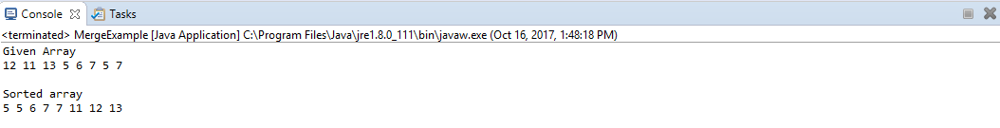 Console Tasks
<terminated> MergeExample [Java Application] C:\Program Files\Java\jre1.8.0_111\bin\javaw.exe (Oct 16, 2017, 1:48:18 PM)
Given Array
12 11 13 5 6 7 5 7
Sorted array
5 5 6 7 7 11 12 13